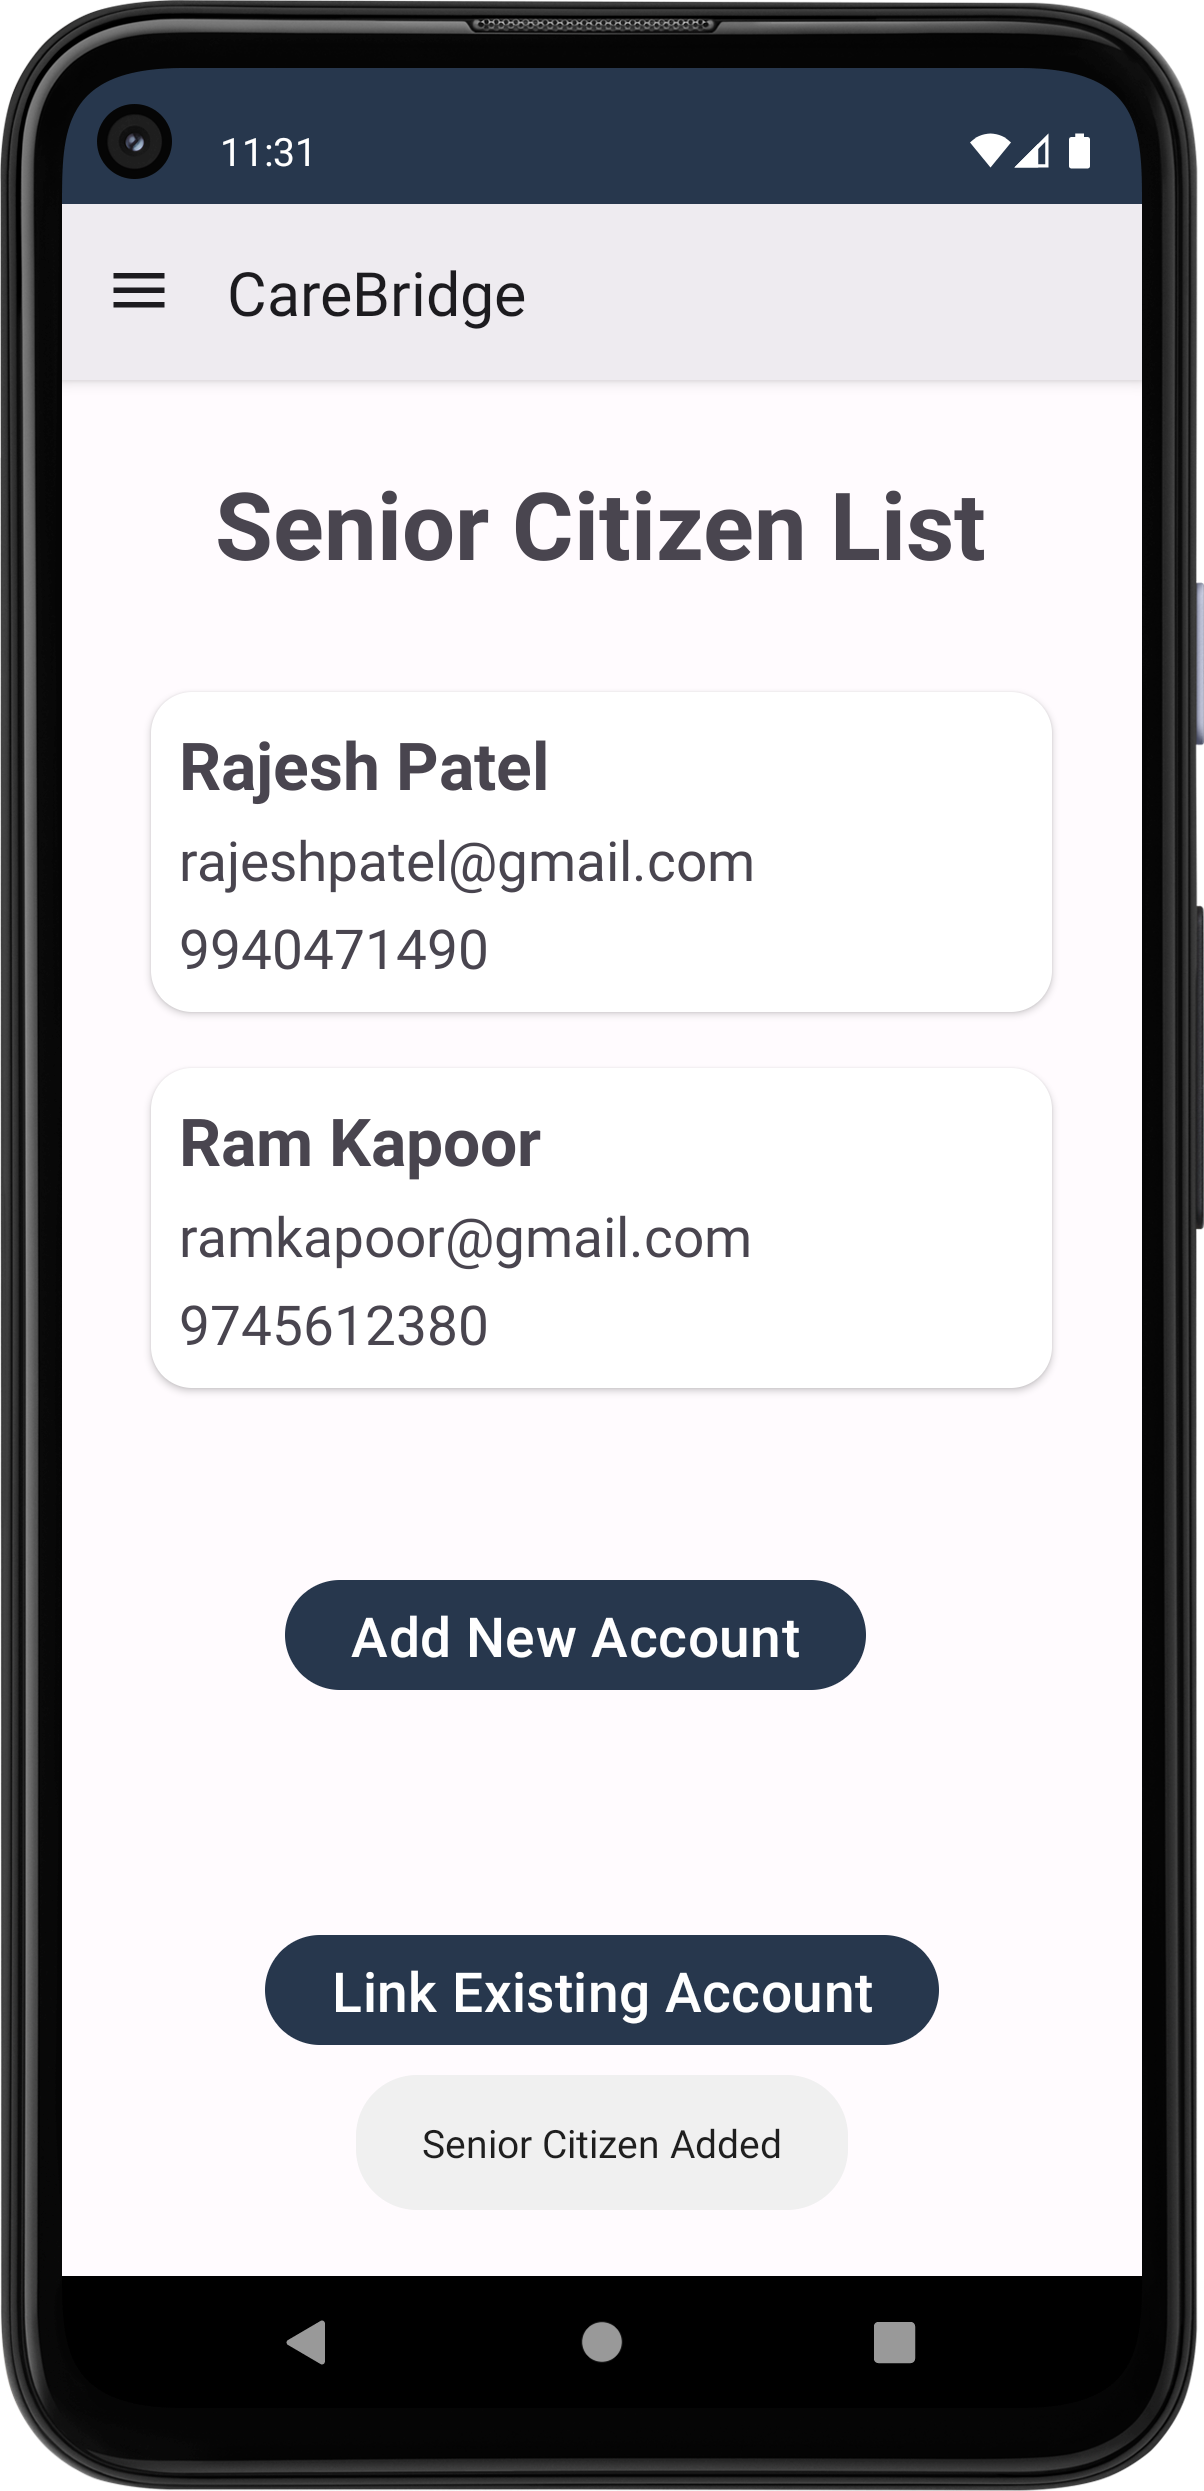 11:31
CareBridge
Senior Citizen List
Rajesh Patel
rajeshpatel@gmail.com
9940471490
Ram Kapoor
ramkapoor@gmail.com
9745612380
Add New Account
Link Existing Account
Senior Citizen Added